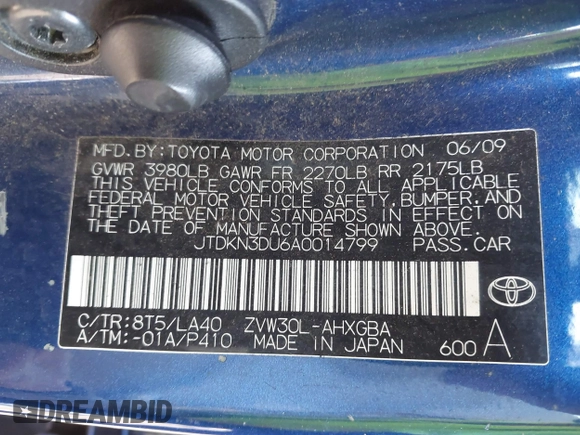 MFD. BY: TOYOTA MOTOR CORPORATION 06/09
GVWR 3980LB GAWR FR 2270LB RR 2175LB
THIS VEHICLE CONFORMS TO ALL APPLICABLE
FEDERAL MOTOR VEHICLE SAFETY, BUMPER, AND
THEFT PREVENTION STANDARDS IN EFFECT ON
THE DATE OF MANUFACTURE SHOWN ABOVE.
JTDKN3DU6A0014799 PASS. CAR
C/TR: 8T5/LA40 ZVW30L-AHXGBA
A/TM: -01A/P410 MADE IN JAPAN 600 A
TOYOTA
DREAMBID